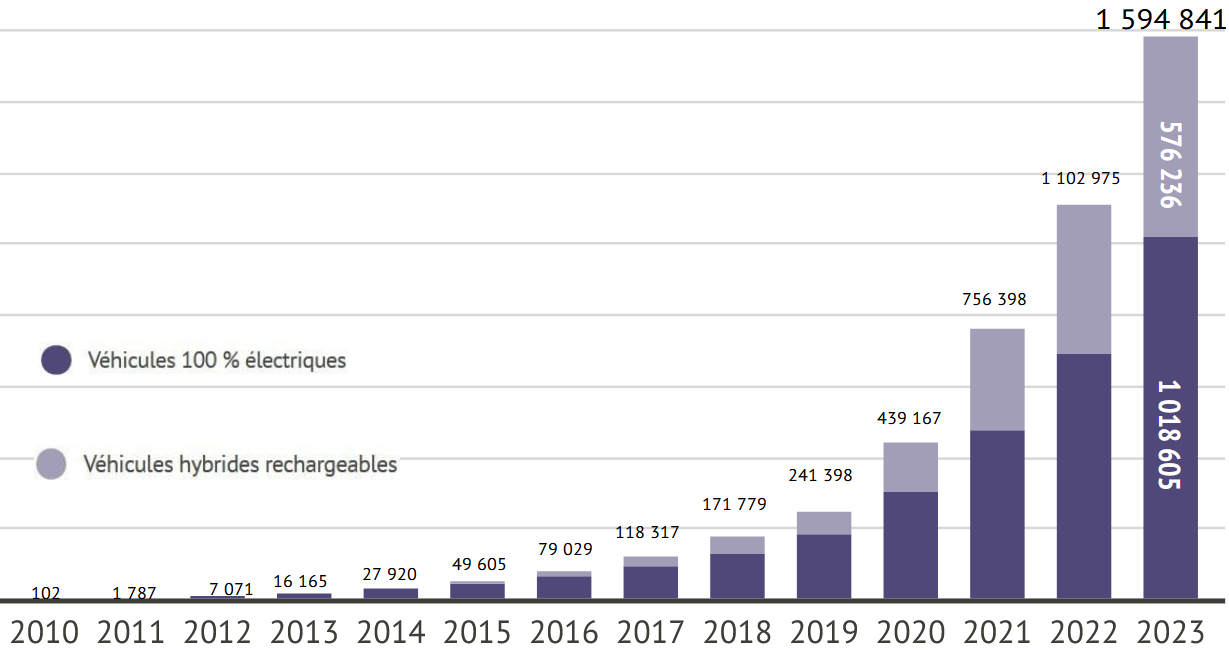 1 594 841
576 236
1 102 975
756 398
Véhicules 100 % électriques
1 018 605
439 167
Véhicules hybrides rechargeables
241 398
171 779
118 317
79 029
49 605
27 920
16 165
7 071
1 787
102
2010 2011 2012 2013 2014 2015 2016 2017 2018 2019 2020 2021 2022 2023